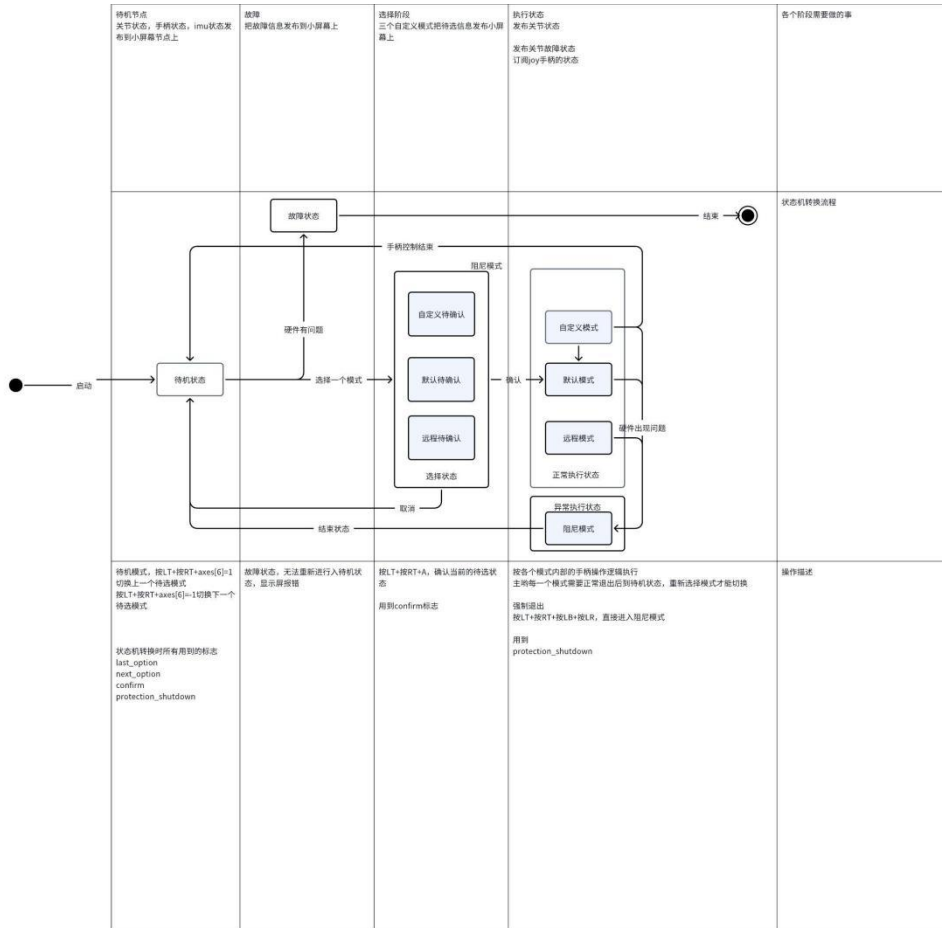 待机节点
关节状态，手柄状态，imu状态发
布到小屏幕节点上
故障
把故障信息发布到小屏幕上
选择阶段
三个自定义模式把待选信息发布小屏
幕上
执行状态
发布关节状态
发布关节故障状态
订阅joy手柄的状态
各个阶段需要做的事
状态机转换流程
故障状态
结束
手柄控制结束
阻尼模式
自定义待确认
自定义模式
硬件有问题
启动
待机状态
选择一个模式
默认待确认
确认
默认模式
远程待确认
远程模式
硬件出现问题
选择状态
正常执行状态
取消
异常执行状态
结束状态
阻尼模式
待机模式，按LT+按RT+axes[6]=1
切换上一个待选模式
按LT+按RT+axes[6]=-1切换下一个
待选模式
状态机转换时所有用到的标志
last_option
next_option
confirm
protection_shutdown
故障状态，无法重新进行入待机状
态，显示屏报错
按LT+按RT+A，确认当前的待选状
态
用到confirm标志
按各个模式内部的手柄操作逻辑执行
主哟每一个模式需要正常退出后到待机状态，重新选择模式才能切换
强制退出
按LT+按RT+按LB+按LR，直接进入阻尼模式
用到
protection_shutdown
操作描述